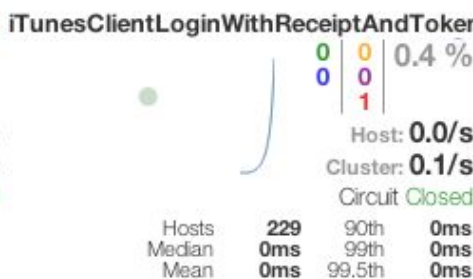 iTunesClientLoginWithReceiptAndToker
0 0 0.4 %
0 0
1
Host: 0.0/s
Cluster: 0.1/s
Circuit Closed
Hosts 229 90th 0ms
Median 0ms 99th 0ms
Mean 0ms 99.5th 0ms